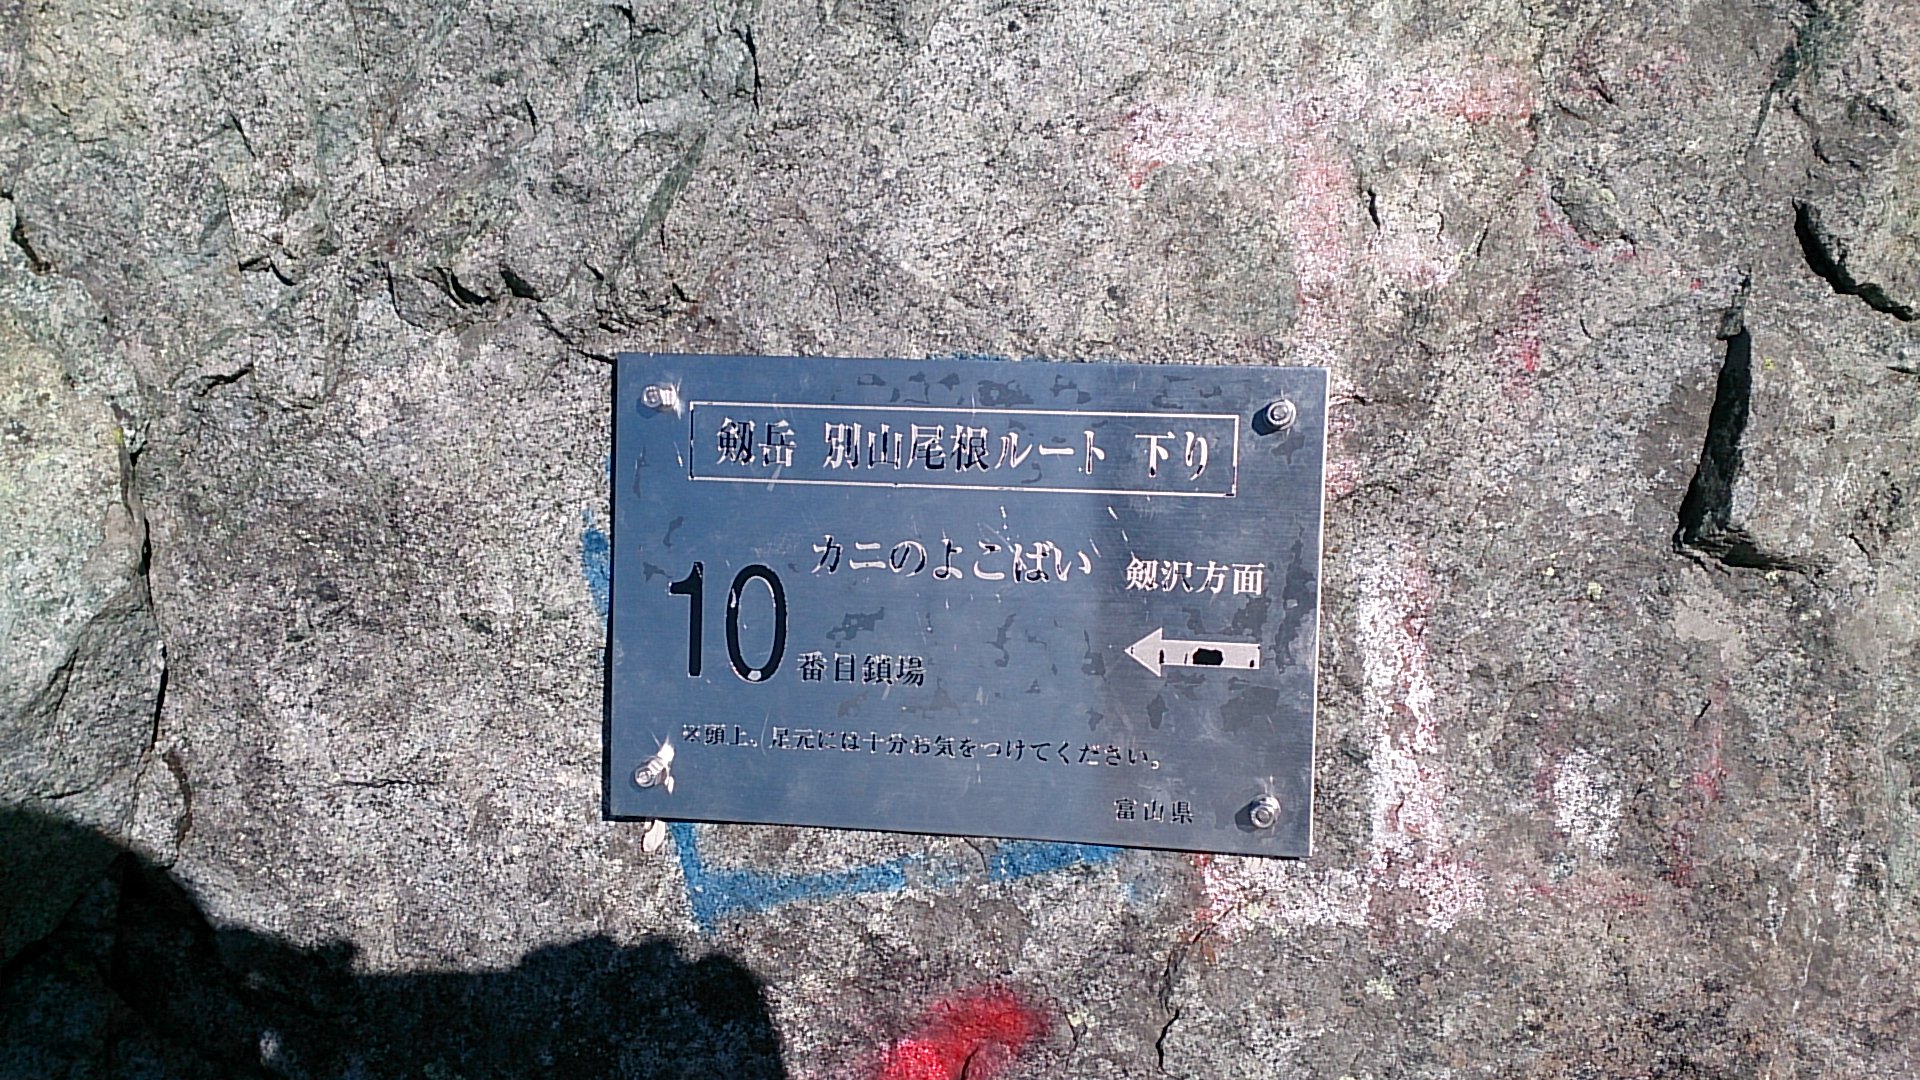 剱岳 別山尾根ルート 下り
カニのよこばい
剱沢方面
10番目鎖場
※頭上、足元には十分お気をつけてください。
富山県